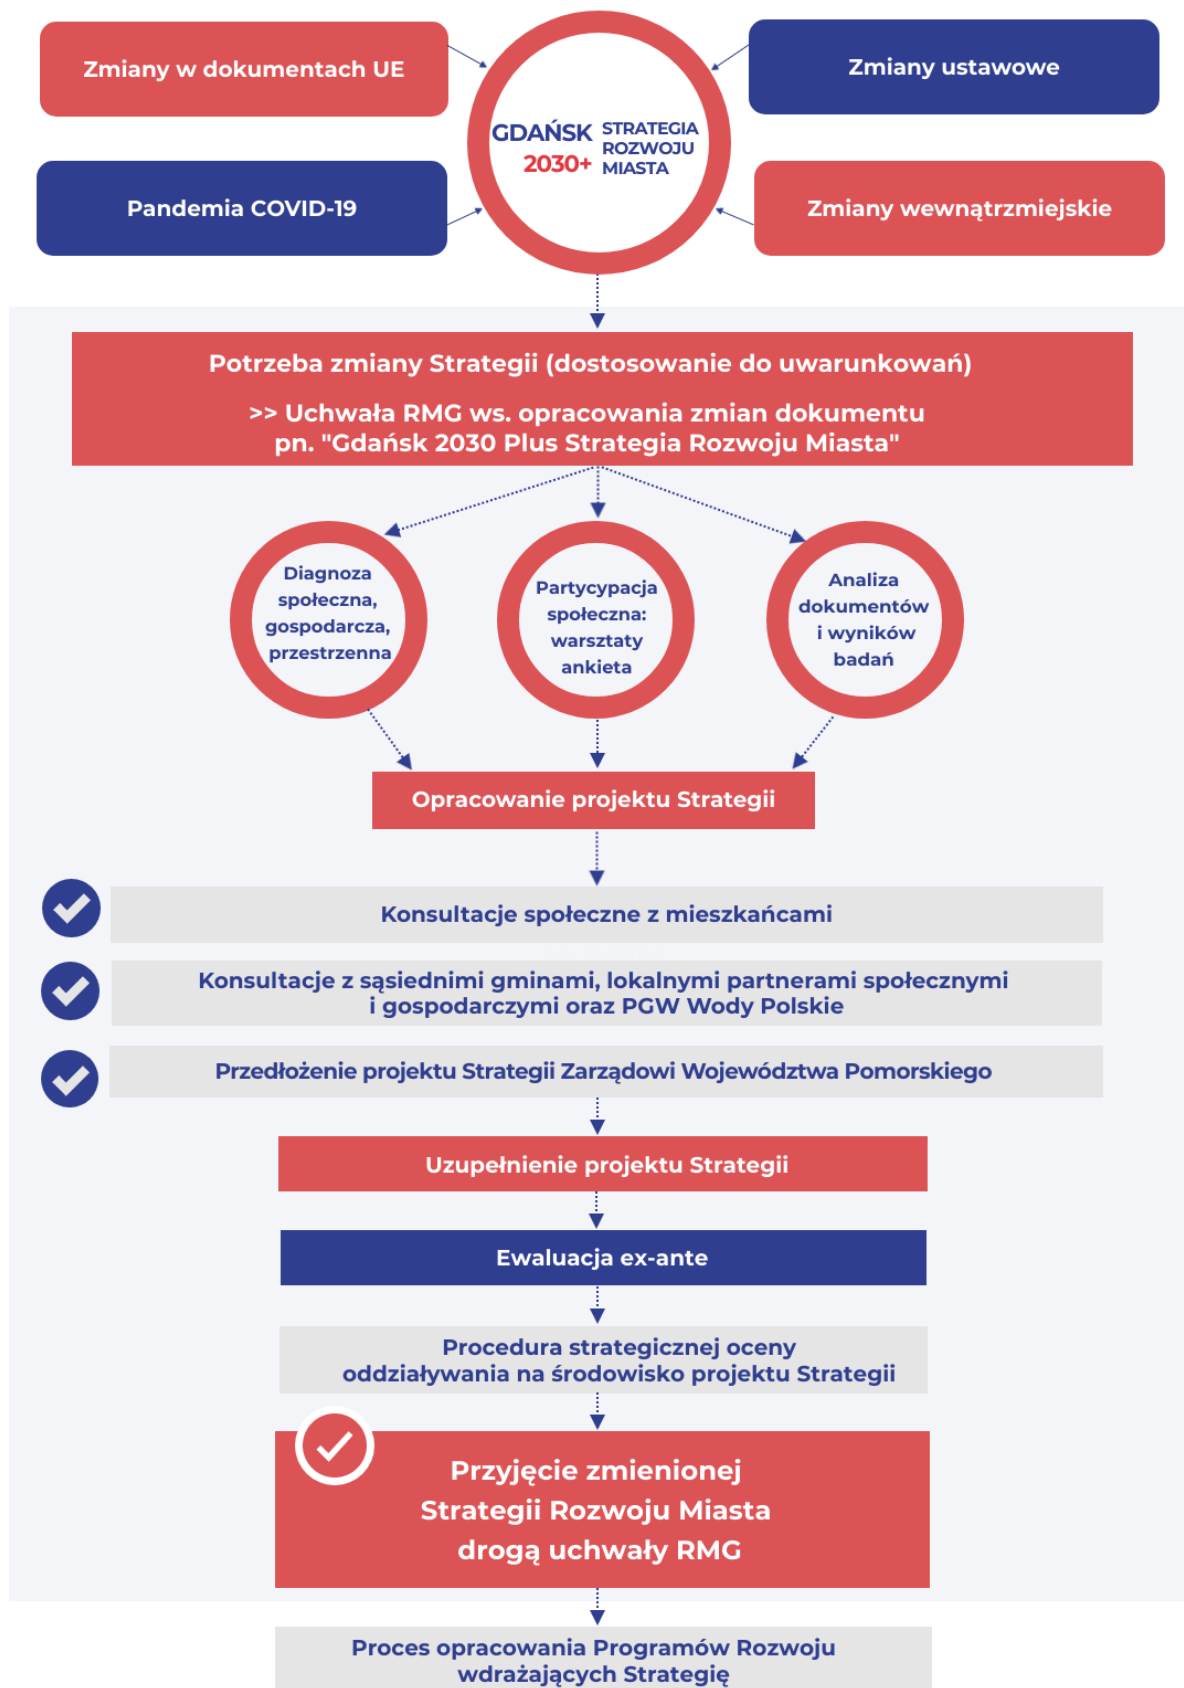 Zmiany w dokumentach UE
Zmiany ustawowe
GDAŃSK
2030+
STRATEGIA
ROZWOJU
MIASTA
Pandemia COVID-19
Zmiany wewnątrzmiejskie
Potrzeba zmiany Strategii (dostosowanie do uwarunkowań)
>> Uchwała RMG ws. opracowania zmian dokumentu
pn. "Gdańsk 2030 Plus Strategia Rozwoju Miasta"
Diagnoza
społeczna,
gospodarcza,
przestrzenna
Partycypacja
społeczna:
warsztaty
ankieta
Analiza
dokumentów
i wyników
badań
Opracowanie projektu Strategii
Konsultacje społeczne z mieszkańcami
Konsultacje z sąsiednimi gminami, lokalnymi partnerami społecznymi
i gospodarczymi oraz PGW Wody Polskie
Przedłożenie projektu Strategii Zarządowi Województwa Pomorskiego
Uzupełnienie projektu Strategii
Ewaluacja ex-ante
Procedura strategicznej oceny
oddziaływania na środowisko projektu Strategii
Przyjęcie zmienionej
Strategii Rozwoju Miasta
drogą uchwały RMG
Proces opracowania Programów Rozwoju
wdrażających Strategię